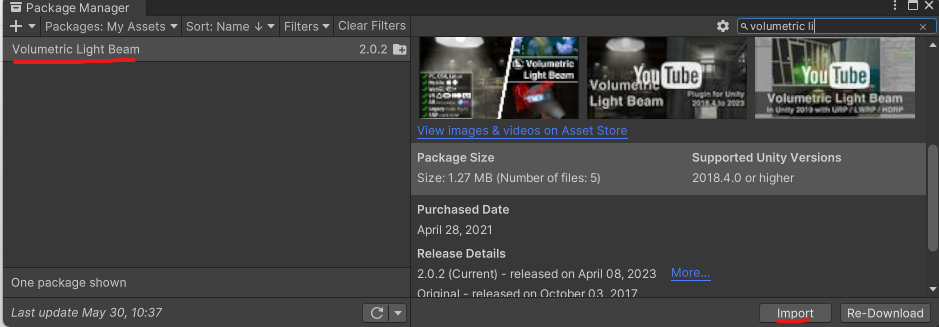 Package Manager
Packages: My Assets
Sort: Name ↓
Filters
Clear Filters
volumetric li
Volumetric Light Beam
2.0.2
Volumetric
Light Beam
YouTube
Volumetric
Light Beam
Plugin for Unity
2018.4 to 2023
YouTube
Volumetric Light Beam
in Unity 2019 with URP / LWRP / HDRP
View images & videos on Asset Store
Package Size
Supported Unity Versions
Size: 1.27 MB (Number of files: 5)
2018.4.0 or higher
Purchased Date
April 28, 2021
Release Details
2.0.2 (Current) - released on April 08, 2023
More...
Original - released on October 03, 2017
One package shown
Last update May 30, 10:37
Import
Re-Download